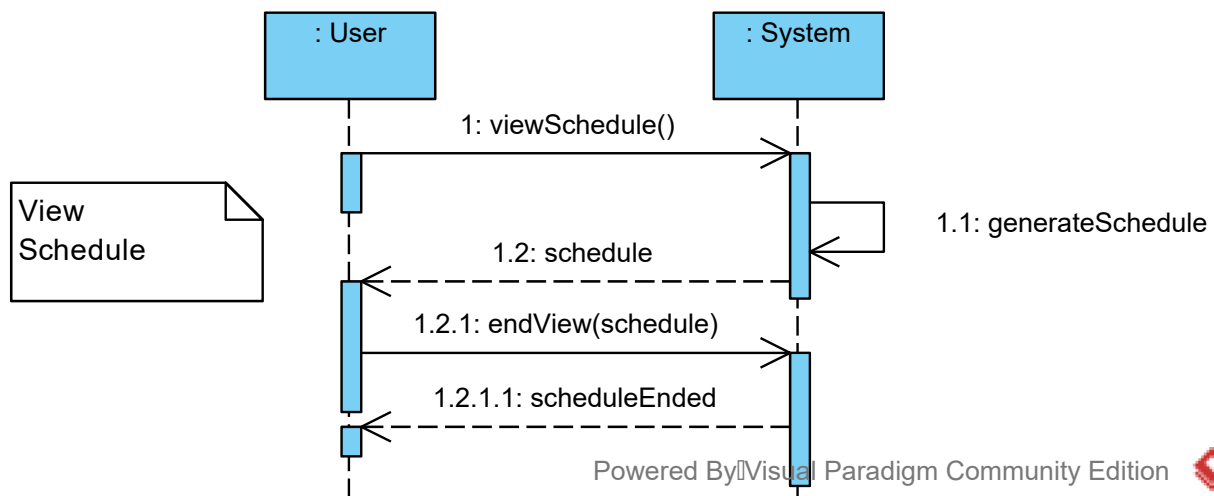 : User
: System
1: viewSchedule()
View
Schedule
1.1: generateSchedule
1.2: schedule
1.2.1: endView(schedule)
1.2.1.1: scheduleEnded
Powered By Visual Paradigm Community Edition